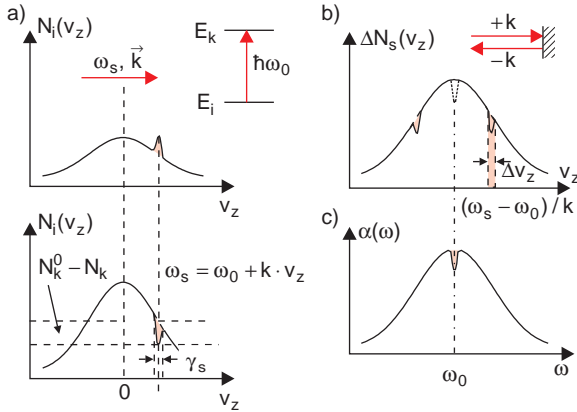 a)
N_i(v_z)
ω_s, k⃗
E_k
ħω_0
E_i
0
v_z
N_i(v_z)
N_k^0 − N_k
ω_s = ω_0 + k · v_z
γ_s
0
v_z
b)
ΔN_s(v_z)
+k
−k
Δv_z
v_z
(ω_s − ω_0) / k
c)
α(ω)
ω_0
ω